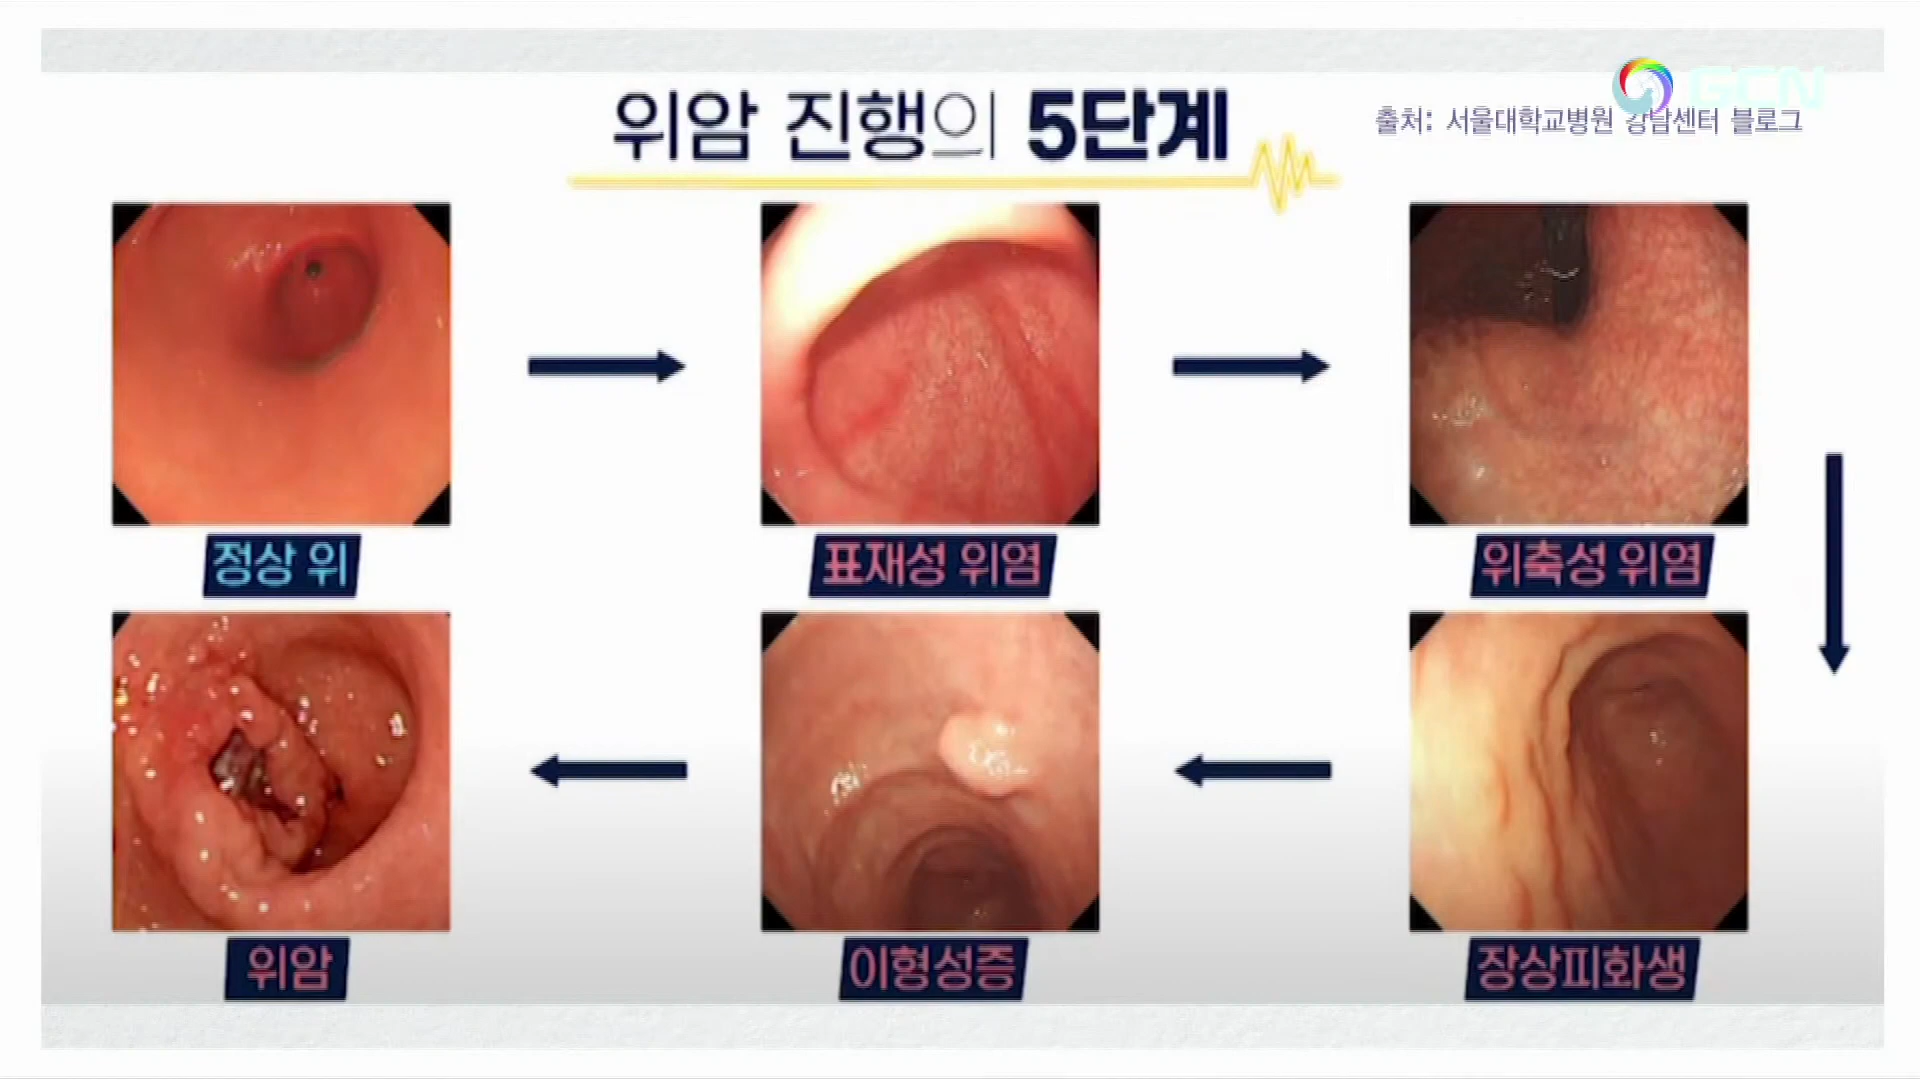 GCN
위암 진행의 5단계
출처: 서울대학교병원 강남센터 블로그
정상 위
표재성 위염
위축성 위염
위암
이형성증
장상피화생